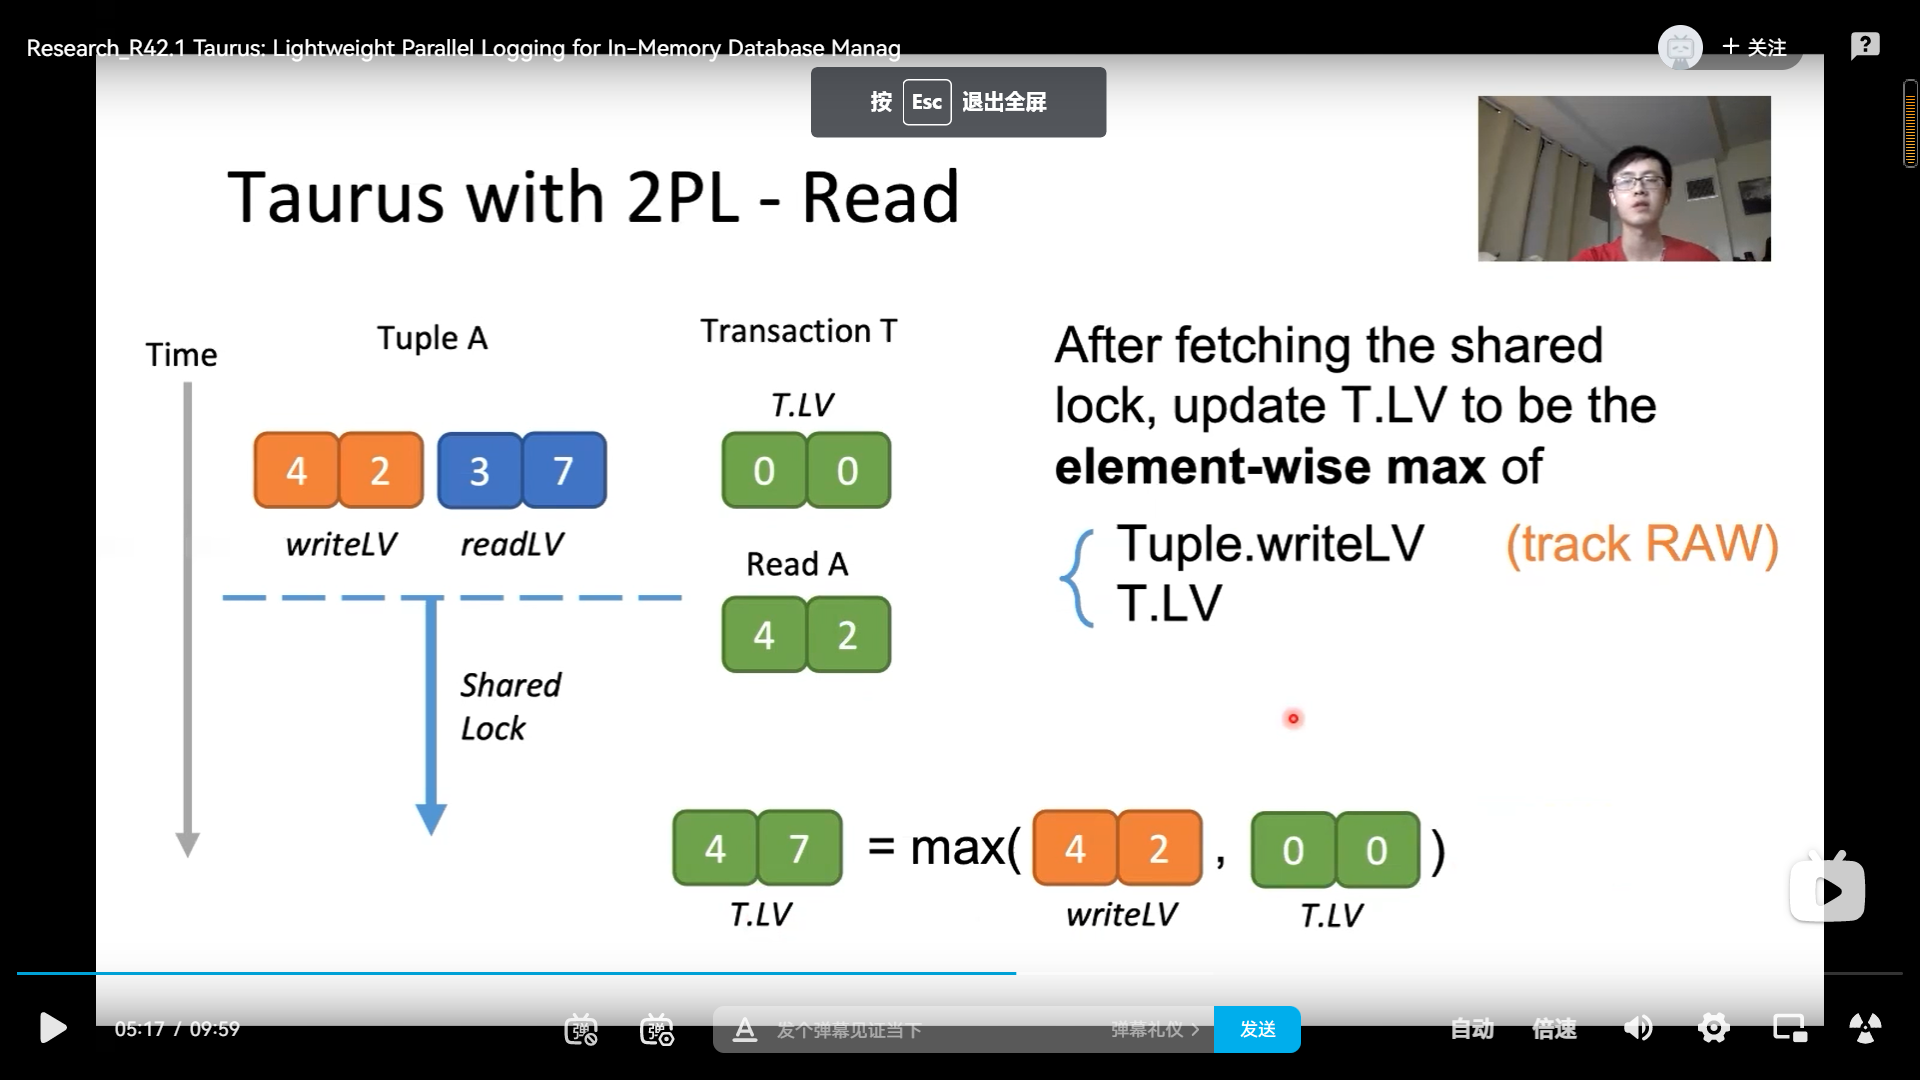 Research_R42.1 Taurus: Lightweight Parallel Logging for In-Memory Database Manag
+ 关注
?
按 Esc 退出全屏
Taurus with 2PL - Read
Time
Tuple A
Transaction T
T.LV
4 2 3 7
0 0
writeLV readLV
Read A
4 2
Shared
Lock
After fetching the shared
lock, update T.LV to be the
element-wise max of
Tuple.writeLV (track RAW)
T.LV
4 7 = max( 4 2 , 0 0 )
T.LV writeLV T.LV
05:17 / 09:59
弹
弹
A 发个弹幕见证当下
弹幕礼仪 >
发送
自动
倍速